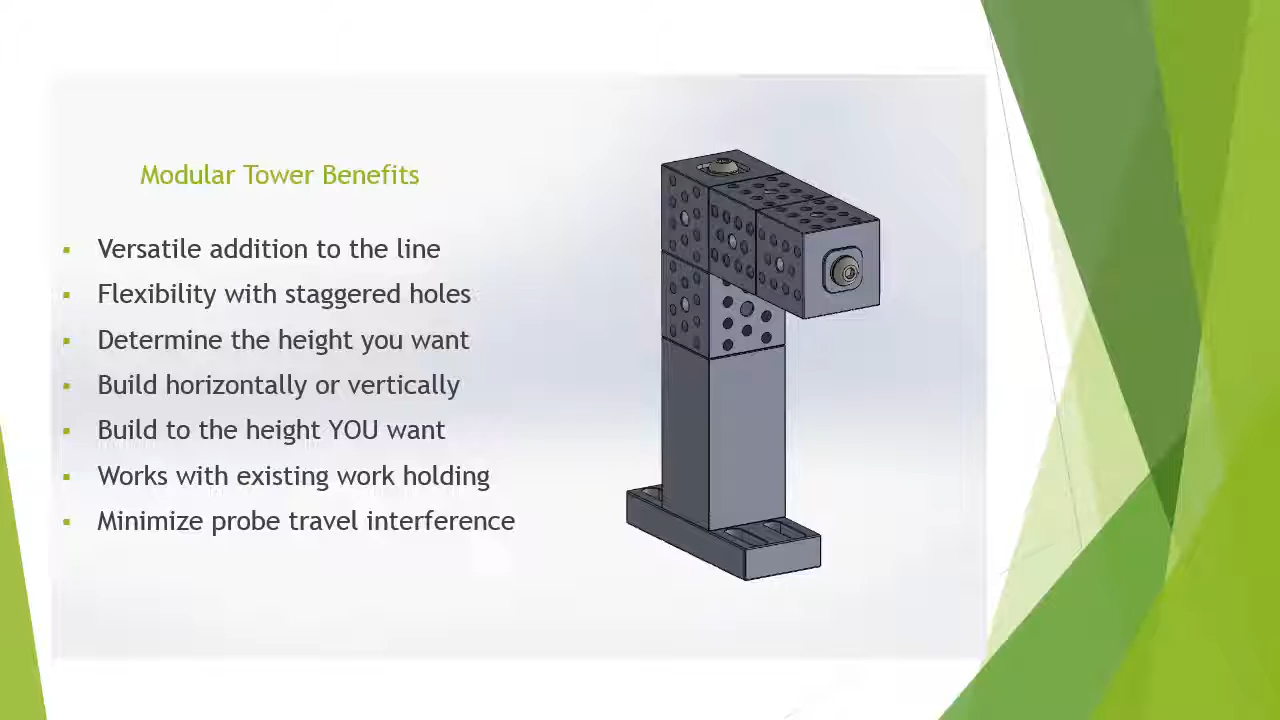 Modular Tower Benefits
Versatile addition to the line
Flexibility with staggered holes
Determine the height you want
Build horizontally or vertically
Build to the height YOU want
Works with existing work holding
Minimize probe travel interference